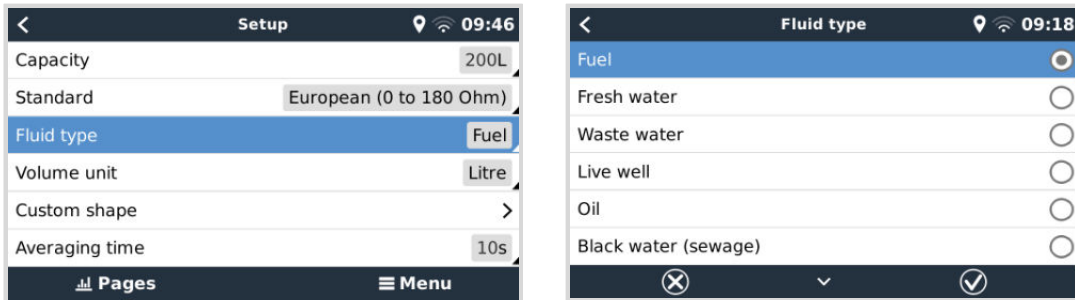 Setup 09:46
Capacity 200L
Standard European (0 to 180 Ohm)
Fluid type Fuel
Volume unit Litre
Custom shape
Averaging time 10s
Pages Menu
Fluid type 09:18
Fuel
Fresh water
Waste water
Live well
Oil
Black water (sewage)